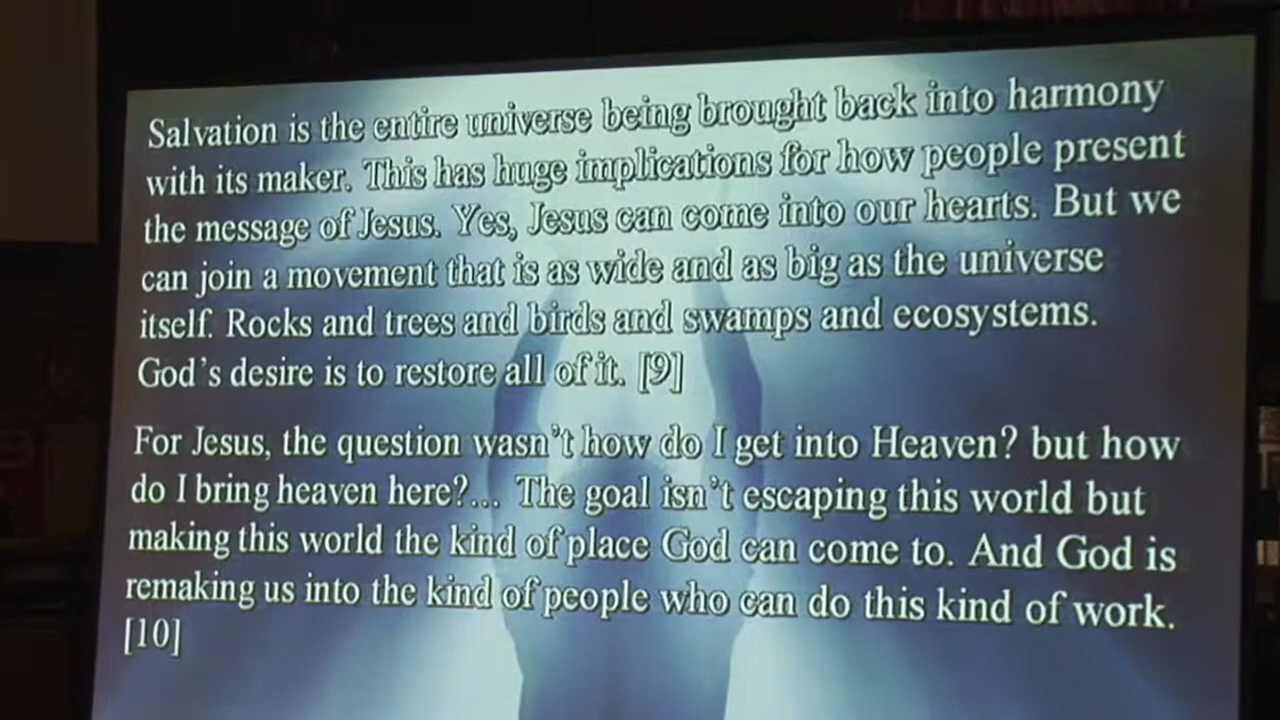 Salvation is the entire universe being brought back into harmony
with its maker. This has huge implications for how people present
the message of Jesus. Yes, Jesus can come into our hearts. But we
can join a movement that is as wide and as big as the universe
itself. Rocks and trees and birds and swamps and ecosystems.
God’s desire is to restore all of it. [9]
For Jesus, the question wasn’t how do I get into Heaven? but how
do I bring heaven here?... The goal isn’t escaping this world but
making this world the kind of place God can come to. And God is
remaking us into the kind of people who can do this kind of work.
[10]